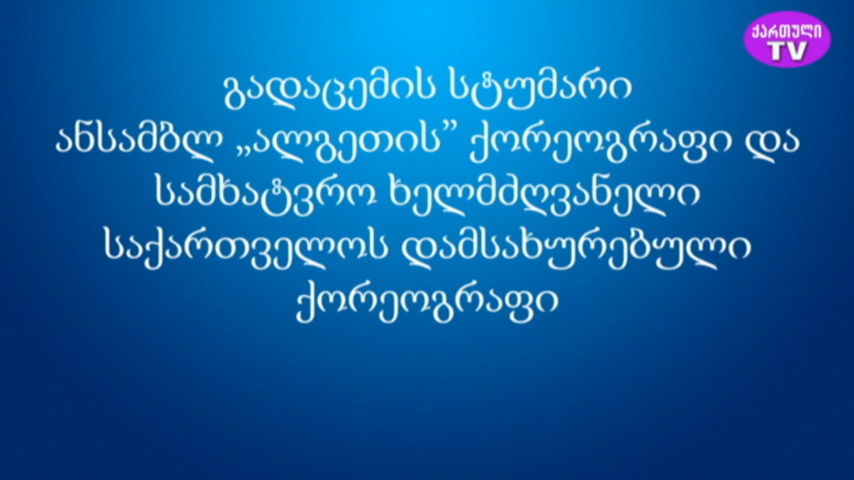 ქართული
TV
გადაცემის სტუმარი
ანსამბლ „ალგეთის” ქორეოგრაფი და
სამხატვრო ხელმძღვანელი
საქართველოს დამსახურებული
ქორეოგრაფი